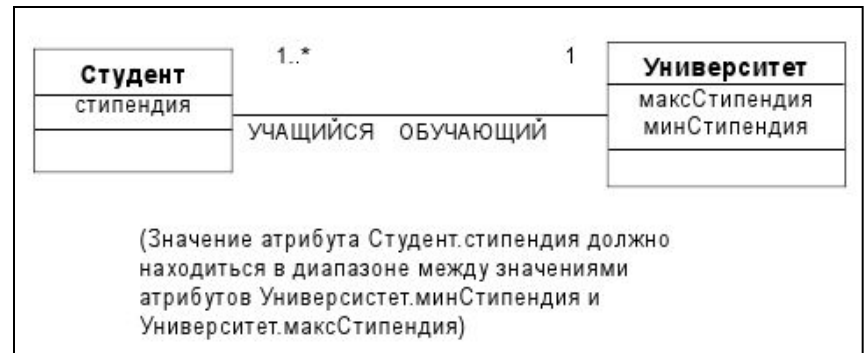 Студент
стипендия
1..*
1
УЧАЩИЙСЯ ОБУЧАЮЩИЙ
Университет
максСтипендия
минСтипендия
(Значение атрибута Студент.стипендия должно
находиться в диапазоне между значениями
атрибутов Универсистет.минСтипендия и
Университет.максСтипендия)